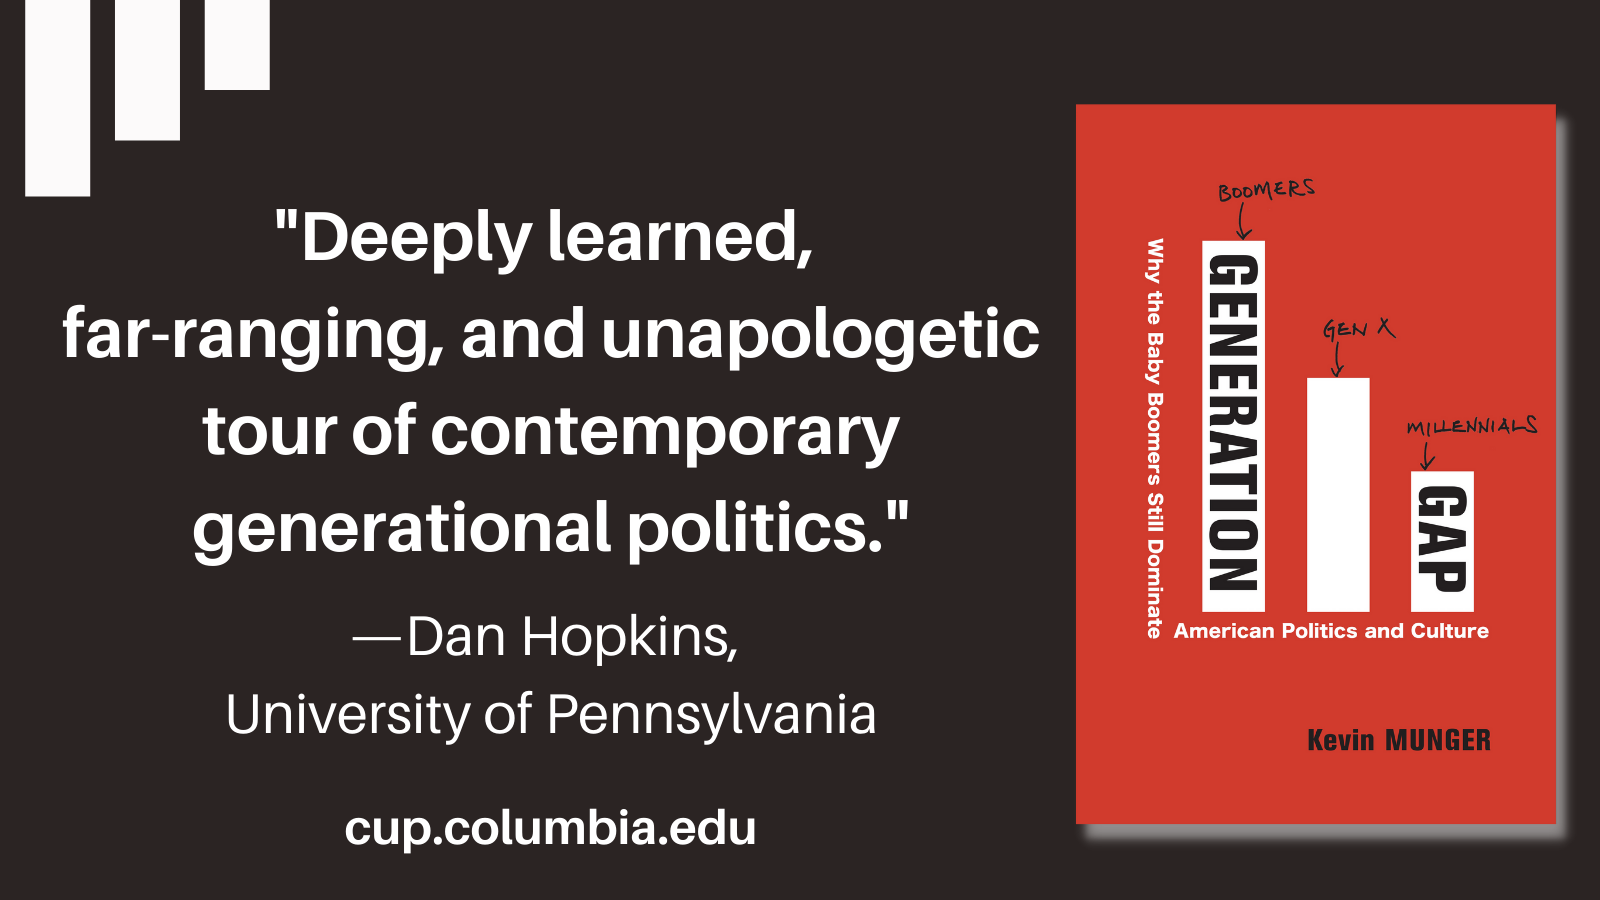 "Deeply learned,
far-ranging, and unapologetic
tour of contemporary
generational politics."
—Dan Hopkins,
University of Pennsylvania
cup.columbia.edu
BOOMERS
GEN X
MILLENNIALS
GENERATION
GAP
Why the Baby Boomers Still Dominate
American Politics and Culture
Kevin MUNGER